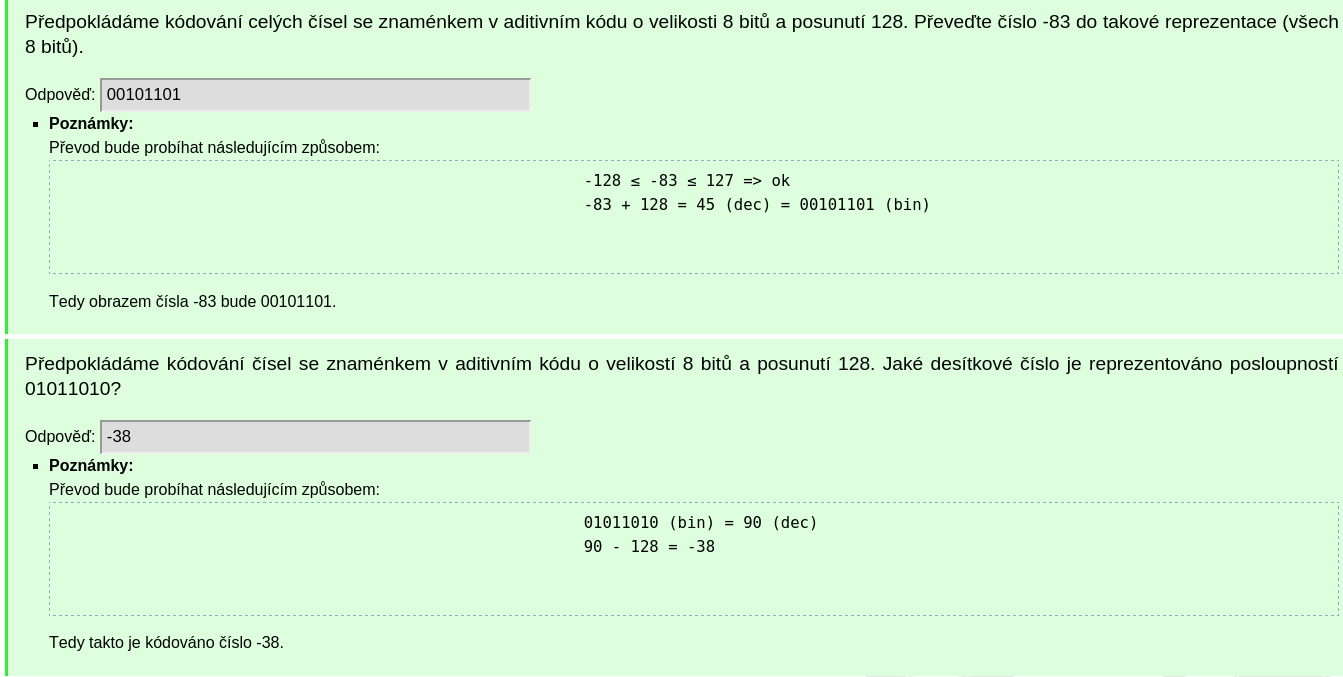 Předpokládáme kódování celých čísel se znaménkem v aditivním kódu o velikosti 8 bitů a posunutí 128. Převeďte číslo -83 do takové reprezentace (všech
8 bitů).
Odpověď: 00101101
Poznámky:
Převod bude probíhat následujícím způsobem:
-128 ≤ -83 ≤ 127 => ok
-83 + 128 = 45 (dec) = 00101101 (bin)
Tedy obrazem čísla -83 bude 00101101.
Předpokládáme kódování čísel se znaménkem v aditivním kódu o velikostí 8 bitů a posunutí 128. Jaké desítkové číslo je reprezentováno posloupností
01011010?
Odpověď: -38
Poznámky:
Převod bude probíhat následujícím způsobem:
01011010 (bin) = 90 (dec)
90 - 128 = -38
Tedy takto je kódováno číslo -38.